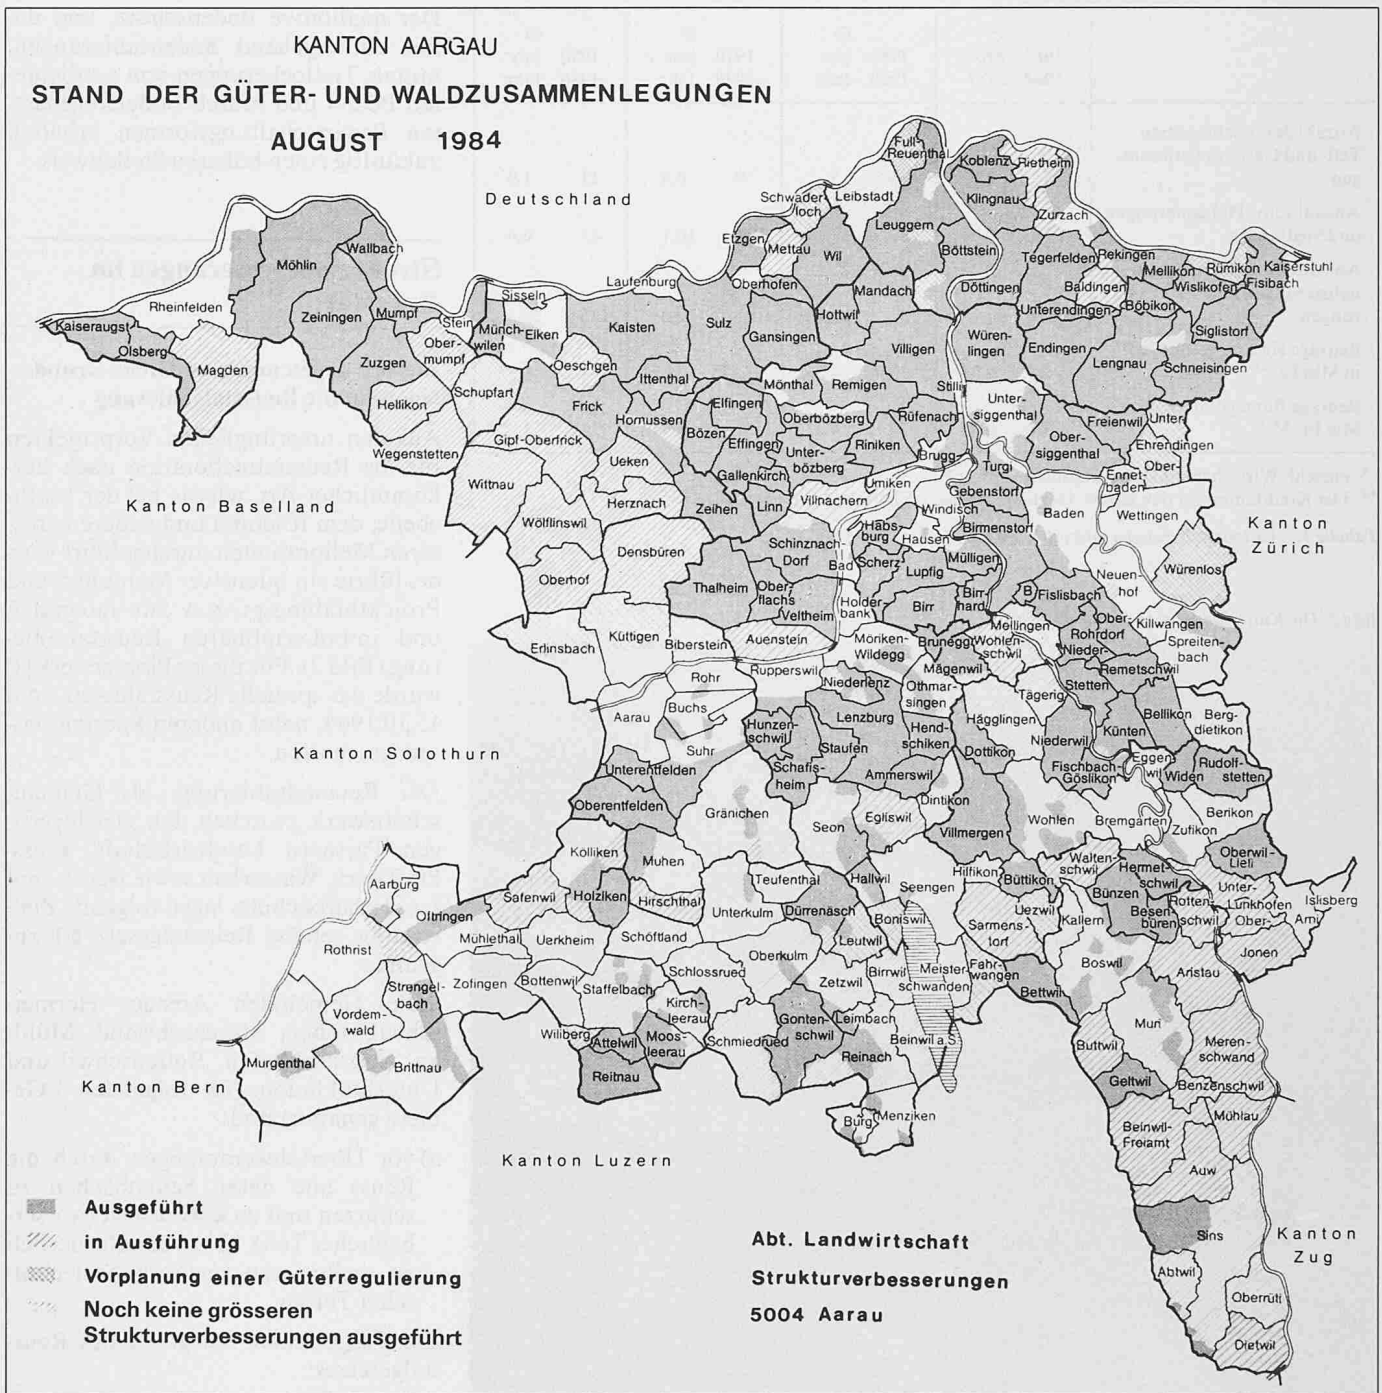 KANTON AARGAU
STAND DER GÜTER- UND WALDZUSAMMENLEGUNGEN
AUGUST 1984
Deutschland
Full
Reuenthal
Koblenz
Rietheim
Schwader
loch
Leibstadt
Klingnau
Zurzach
Leuggern
Etzgen
Mettau
Wil
Böttstein
Tegerfelden
Rekingen
Mellikon
Rümikon
Kaiserstuhl
Wislikofen
Fisibach
Wallbach
Möhlin
Laufenburg
Oberhofen
Mandach
Döttingen
Baldingen
Böbikon
Rheinfelden
Sisseln
Zeiningen
Mumpf
Stein
Münch-
wilen
Eiken
Kaisten
Sulz
Gansingen
Hottwil
Unterendingen
Siglistorf
Kaiseraugst
Olsberg
Magden
Zuzgen
Ober-
mumpf
Oeschgen
Villigen
Würen-
lingen
Endingen
Lengnau
Schneisingen
Hellikon
Schupfart
Ittenthal
Mönthal
Remigen
Stilli
Unter-
siggenthal
Frick
Hornussen
Elfingen
Oberbözberg
Rüfenach
Freienwil
Unter
Ehrendingen
Ober-
Wegenstetten
Gipf-Oberfrick
Bözen
Effingen
Unter-
bözberg
Riniken
Brugg
Ober-
siggenthal
Turgi
Ennet-
baden
Wittnau
Ueken
Gallenkirch
Umiken
Gebenstorf
Kanton Baselland
Herznach
Zeihen
Linn
Villnachern
Windisch
Baden
Wettingen
Kanton
Zürich
Wölflinswil
Densbüren
Schinznach
Dorf
Bad
Habs-
burg
Hausen
Birmenstorf
Oberhof
Scherz
Lupfig
Mülligen
Neuen-
hof
Würenlos
Thalheim
Ober-
flachs
Veltheim
Holder-
bank
Birr
Birr-
hard
B
Fislisbach
Erlinsbach
Küttigen
Biberstein
Auenstein
Möriken-
Wildegg
Brunegg
Wohlen-
schwil
Mellingen
Ober-
Rohrdorf
Nieder-
Killwangen
Spreiten-
bach
Rohr
Rupperswil
Mägenwil
Remetschwil
Niederlenz
Othmar-
singen
Tägerig
Stetten
Aarau
Buchs
Hunzen-
schwil
Lenzburg
Hend-
schiken
Hägglingen
Bellikon
Berg-
dietikon
Kanton Solothurn
Suhr
Staufen
Dottikon
Niederwil
Künten
Unterentfelden
Schafis-
heim
Ammerswil
Fischbach-
Göslikon
Eggen
wil
Widen
Rudolf-
stetten
Oberentfelden
Gränichen
Seon
Egliswil
Dintikon
Villmergen
Wohlen
Bremgarten
Zufikon
Berikon
Kölliken
Muhen
Hilfikon
Walten-
schwil
Hermet-
schwil
Oberwil-
Lieli
Aarburg
Safenwil
Holziken
Hirschthal
Teufenthal
Hallwil
Seengen
Büttikon
Bünzen
Rotten-
schwil
Unter-
Lunkhofen
Ober-
Arni
Islisberg
Oftringen
Unterkulm
Dürrenäsch
Boniswil
Uezwil
Kallern
Besen-
büren
Rothrist
Mühlethal
Uerkheim
Schöftland
Leutwil
Sarmens-
torf
Jonen
Oberkulm
Boswil
Strengel-
bach
Zofingen
Bottenwil
Staffelbach
Schlossrued
Zetzwil
Birrwil
Meister-
schwanden
Fahr-
wangen
Bettwil
Aristau
Vordem-
wald
Kirch-
leerau
Wiliberg
Attelwil
Moos-
leerau
Schmiedrued
Gonten-
schwil
Leimbach
Beinwil a.S.
Muri
Buttwil
Meren-
schwand
Murgenthal
Brittnau
Reitnau
Reinach
Geltwil
Benzenschwil
Kanton Bern
Burg
Menziken
Beinwil-
Freiamt
Mühlau
Kanton Luzern
Auw
Sins
Kanton
Zug
Abtwil
Oberrüti
Dietwil
Ausgeführt
in Ausführung
Vorplanung einer Güterregulierung
Noch keine grösseren
Strukturverbesserungen ausgeführt
Abt. Landwirtschaft
Strukturverbesserungen
5004 Aarau